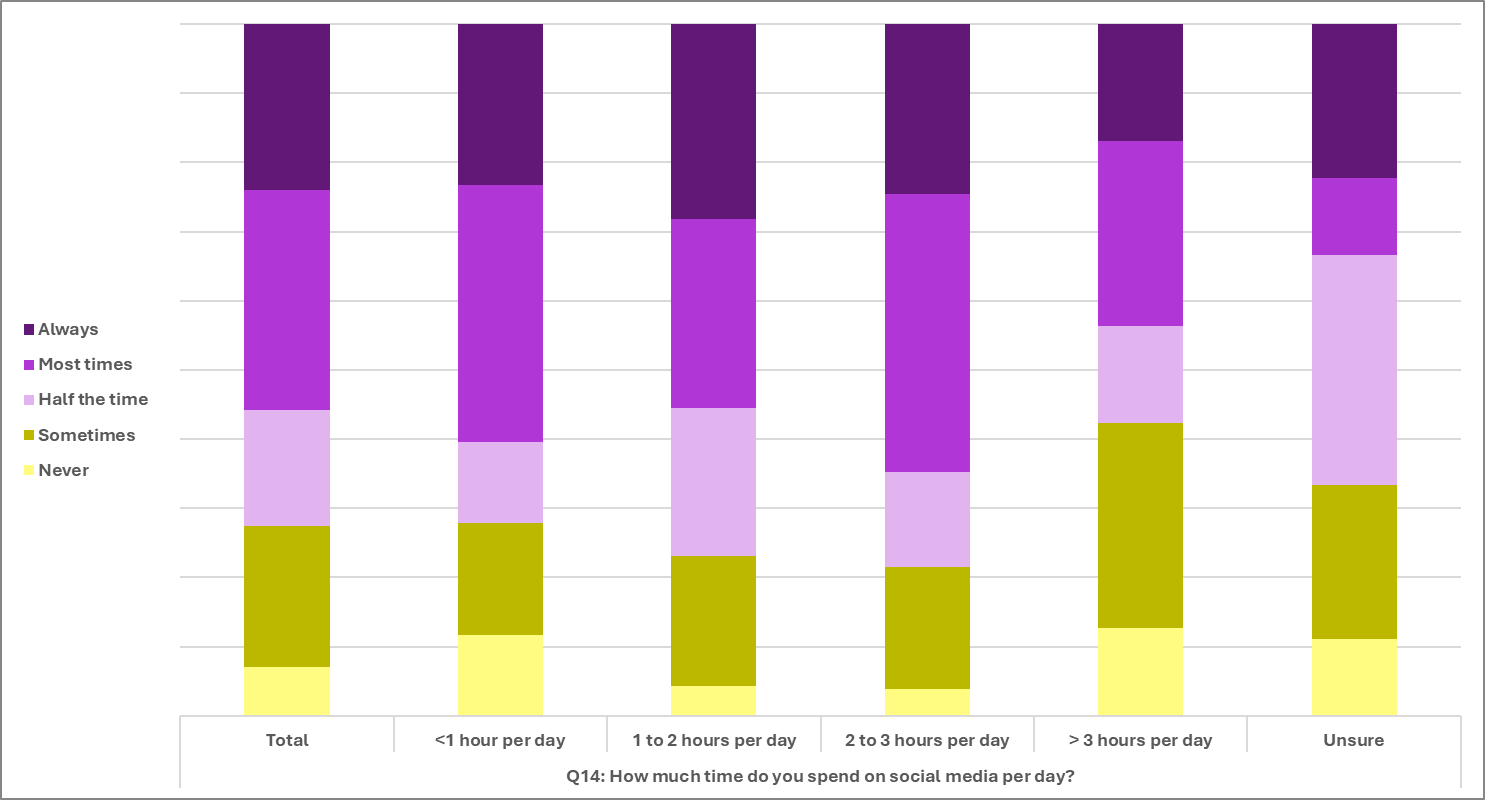 Always
Most times
Half the time
Sometimes
Never
Total
<1 hour per day
1 to 2 hours per day
2 to 3 hours per day
> 3 hours per day
Unsure
Q14: How much time do you spend on social media per day?